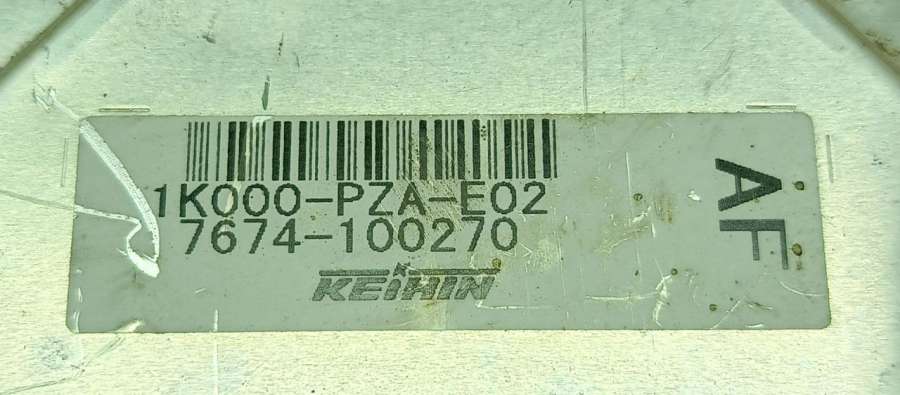 1K000-PZA-E02
7674-100270
KEIHIN
AF